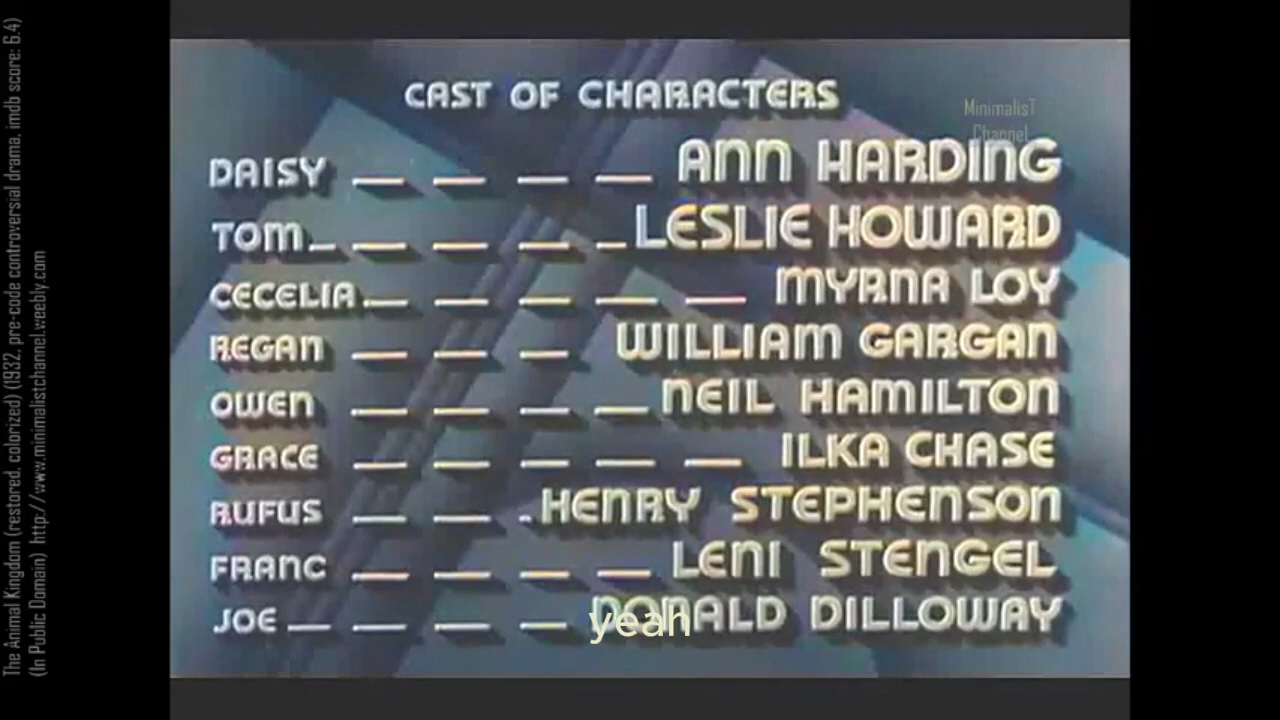 The Animal Kingdom (restored, colorized) (1932, pre-code controversial drama, imdb score: 6.4)
(In Public Domain) http://www.minimalistchannel.weebly.com
CAST OF CHARACTERS
MinimalisT
Channel
DAISY _ _ _ _ ANN HARDING
TOM _ _ _ _ _ LESLIE HOWARD
CECELIA _ _ _ _ _ MYRNA LOY
REGAN _ _ _ WILLIAM GARGAN
OWEN _ _ _ _ NEIL HAMILTON
GRACE _ _ _ _ _ ILKA CHASE
RUFUS _ _ _ HENRY STEPHENSON
FRANC _ _ _ _ LENI STENGEL
JOE _ _ _ _ DONALD DILLOWAY
yeah